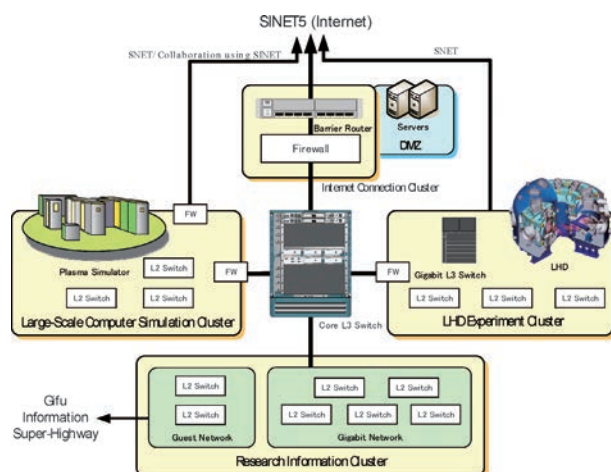 SINET5 (Internet)
SNET/Collaboration using SINET
SNET
Barrier Router
Firewall
Servers
DMZ
Internet Connection Cluster
FW
Plasma Simulator
L2 Switch
L2 Switch
L2 Switch
Large-Scale Computer Simulation Cluster
FW
Core L3 Switch
FW
Gigabit L3 Switch
LHD
L2 Switch
L2 Switch
L2 Switch
LHD Experiment Cluster
Gifu
Information
Super-Highway
L2 Switch
L2 Switch
Guest Network
L2 Switch
L2 Switch
L2 Switch
L2 Switch
L2 Switch
Gigabit Network
Research Information Cluster